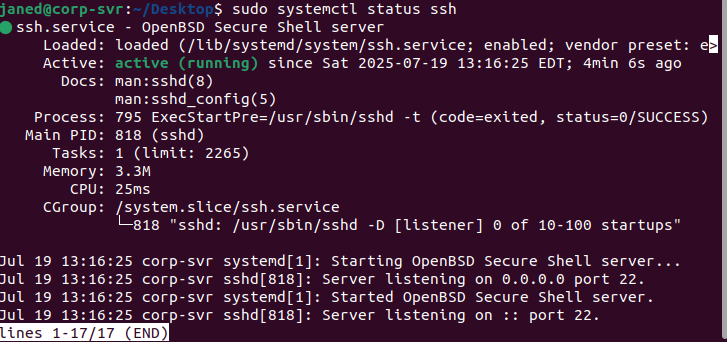 janed@corp-svr:~/Desktop$ sudo systemctl status ssh
● ssh.service - OpenBSD Secure Shell server
     Loaded: loaded (/lib/systemd/system/ssh.service; enabled; vendor preset: e>
     Active: active (running) since Sat 2025-07-19 13:16:25 EDT; 4min 6s ago
       Docs: man:sshd(8)
             man:sshd_config(5)
    Process: 795 ExecStartPre=/usr/sbin/sshd -t (code=exited, status=0/SUCCESS)
   Main PID: 818 (sshd)
      Tasks: 1 (limit: 2265)
     Memory: 3.3M
        CPU: 25ms
     CGroup: /system.slice/ssh.service
             └─818 "sshd: /usr/sbin/sshd -D [listener] 0 of 10-100 startups"

Jul 19 13:16:25 corp-svr systemd[1]: Starting OpenBSD Secure Shell server...
Jul 19 13:16:25 corp-svr sshd[818]: Server listening on 0.0.0.0 port 22.
Jul 19 13:16:25 corp-svr systemd[1]: Started OpenBSD Secure Shell server.
Jul 19 13:16:25 corp-svr sshd[818]: Server listening on :: port 22.
lines 1-17/17 (END)